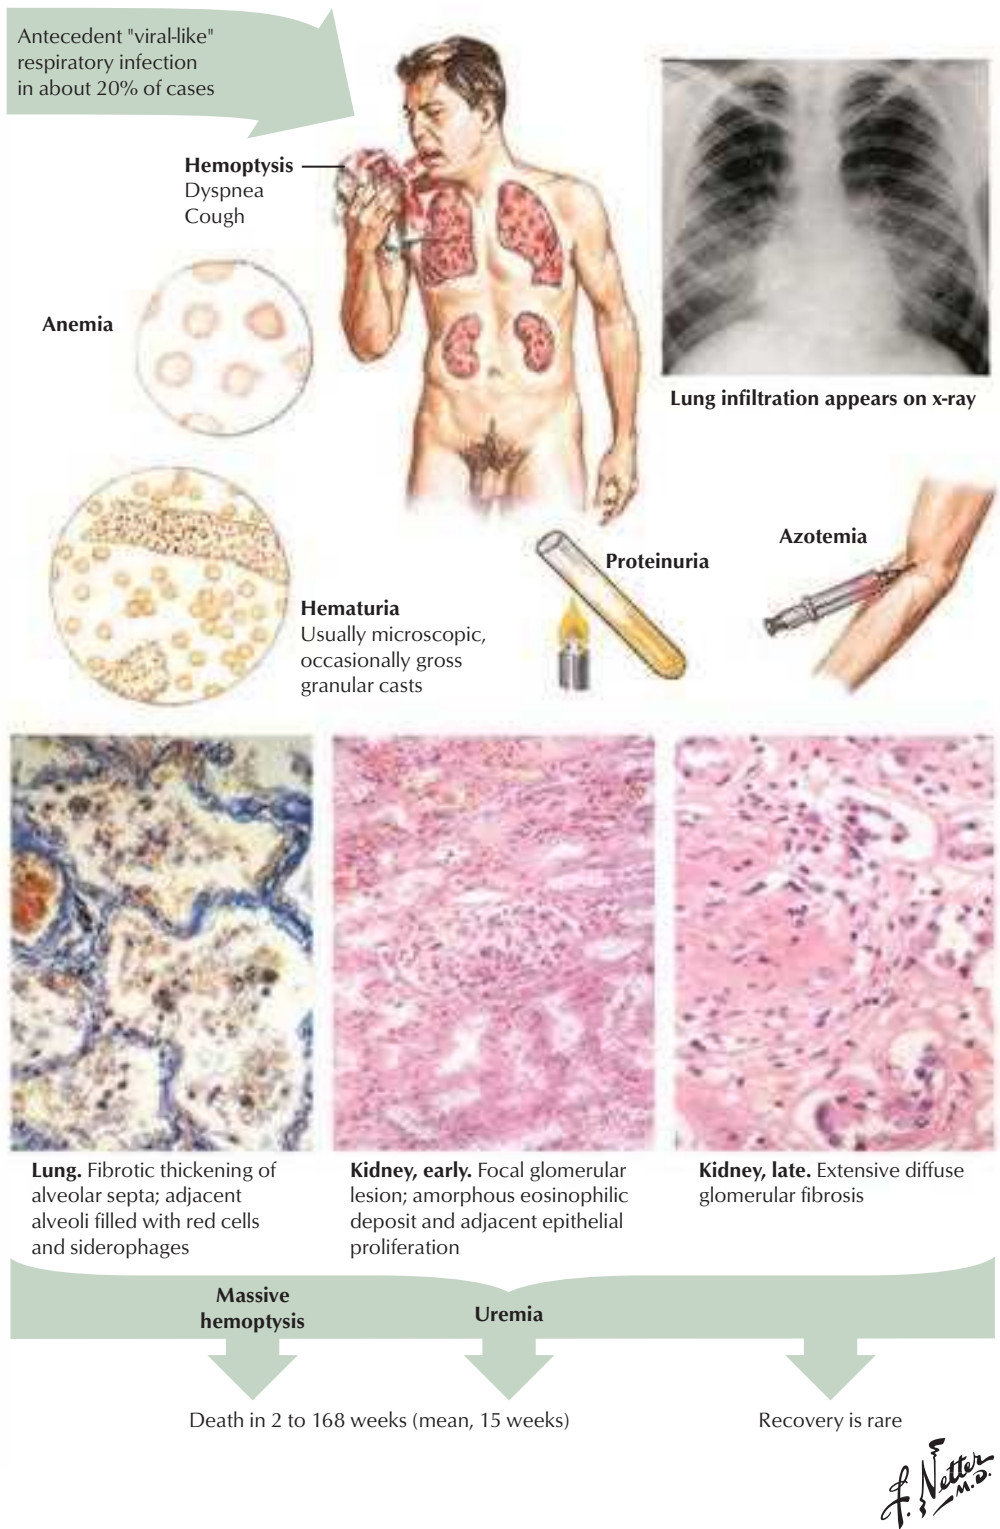 Antecedent "viral-like"
respiratory infection
in about 20% of cases
Hemoptysis
Dyspnea
Cough
Anemia
Lung infiltration appears on x-ray
Hematuria
Usually microscopic,
occasionally gross
granular casts
Proteinuria
Azotemia
Lung. Fibrotic thickening of
alveolar septa; adjacent
alveoli filled with red cells
and siderophages
Kidney, early. Focal glomerular
lesion; amorphous eosinophilic
deposit and adjacent epithelial
proliferation
Kidney, late. Extensive diffuse
glomerular fibrosis
Massive
hemoptysis
Uremia
Death in 2 to 168 weeks (mean, 15 weeks)
Recovery is rare
F. Netter
M.D.